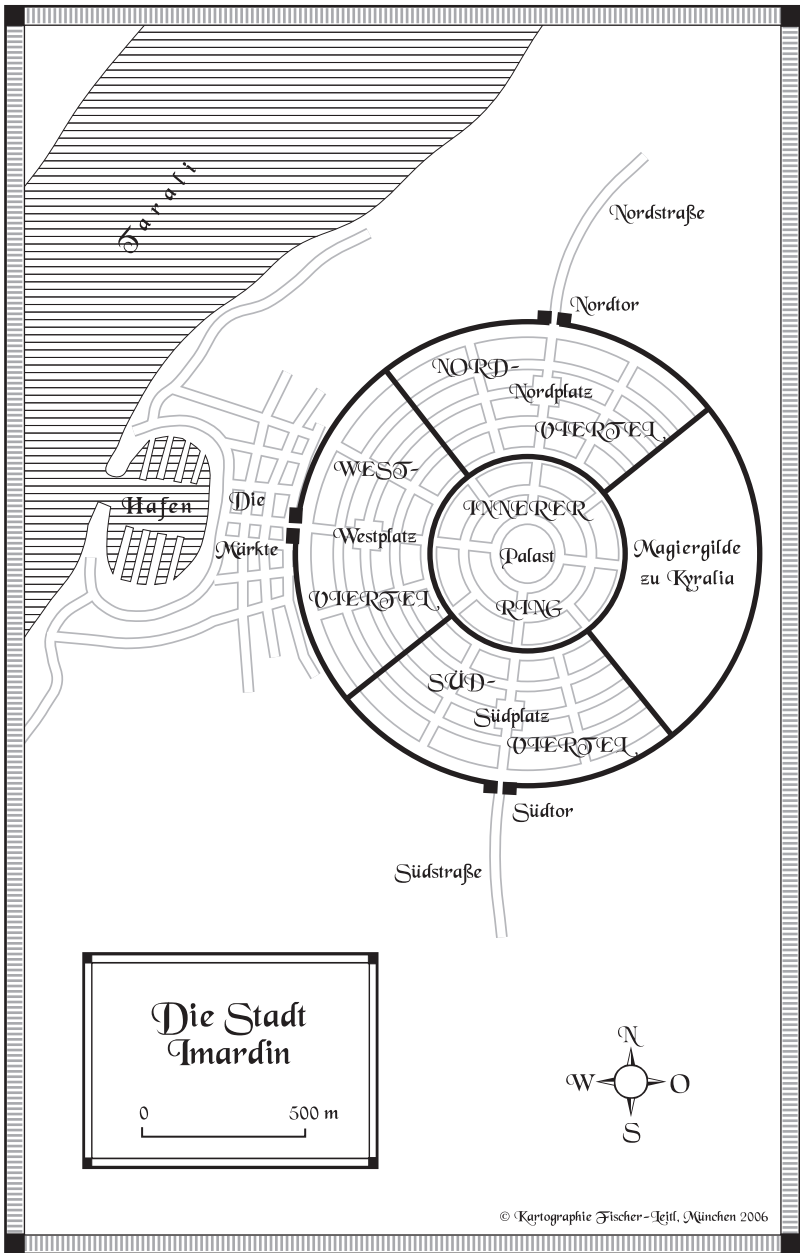 Tarali
Nordstraße
Nordtor
NORD-
Nordplatz
VIERTEL
WEST-
Hafen
Die
Märkte
Westplatz
VIERTEL
INNERER
Palast
RING
Magiergilde
zu Kyralia
SÜD-
Südplatz
VIERTEL
Südtor
Südstraße
Die Stadt
Imardin
0 500 m
N
W O
S
© Kartographie Fischer-Leitl, München 2006